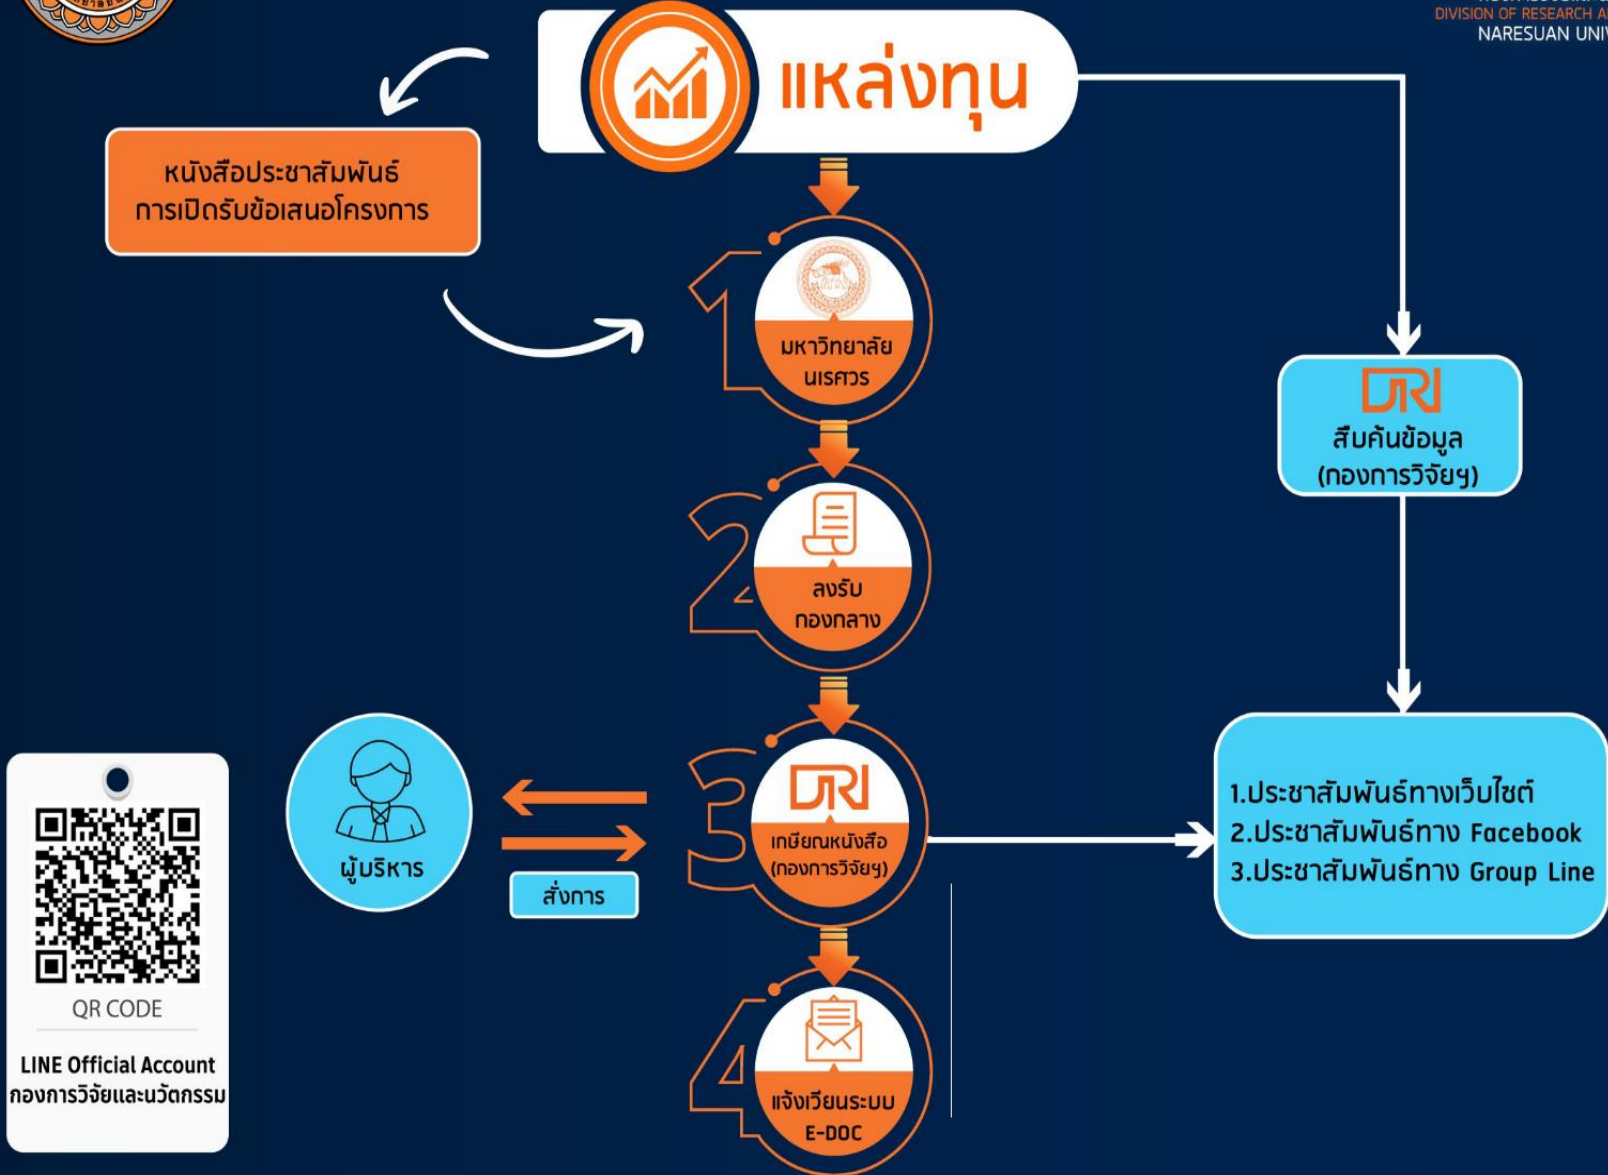 DIVISION OF RESEARCH A
NARESUAN UNIV
แหล่งทุน
หนังสือประชาสัมพันธ์
การเปิดรับข้อเสนอโครงการ
1
มหาวิทยาลัย
นเรศวร
DRI
สืบค้นข้อมูล
(กองการวิจัยฯ)
2
ลงรับ
กองกลาง
ผู้บริหาร
สั่งการ
3
DRI
เกษียณหนังสือ
(กองการวิจัยฯ)
1.ประชาสัมพันธ์ทางเว็บไซต์
2.ประชาสัมพันธ์ทาง Facebook
3.ประชาสัมพันธ์ทาง Group Line
4
แจ้งเวียนระบบ
E-DOC
QR CODE
LINE Official Account
กองการวิจัยและนวัตกรรม